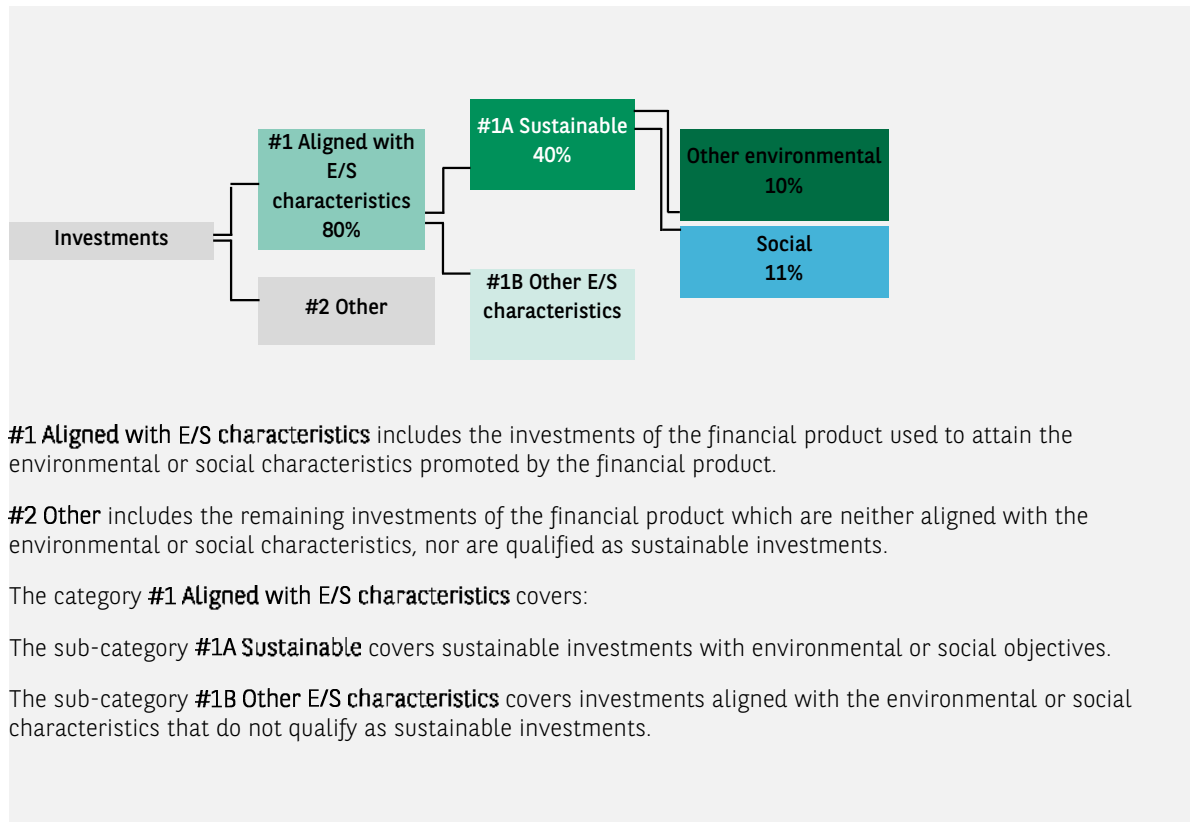 #1A Sustainable
40%
#1 Aligned with
E/S
characteristics
80%
Other environmental
10%
Investments
Social
11%
#2 Other
#1B Other E/S
characteristics
#1 Aligned with E/S characteristics includes the investments of the financial product used to attain the
environmental or social characteristics promoted by the financial product.
#2 Other includes the remaining investments of the financial product which are neither aligned with the
environmental or social characteristics, nor are qualified as sustainable investments.
The category #1 Aligned with E/S characteristics covers:
The sub-category #1A Sustainable covers sustainable investments with environmental or social objectives.
The sub-category #1B Other E/S characteristics covers investments aligned with the environmental or social
characteristics that do not qualify as sustainable investments.